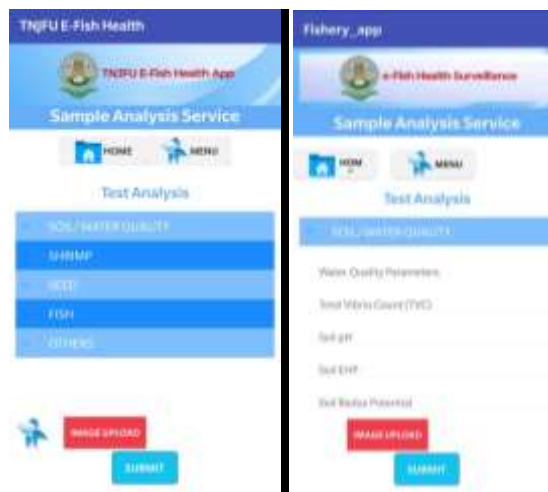 TNJFU E-Fish Health
TNJFU E-Fish Health App
Sample Analysis Service
HOME
MENU
Test Analysis
SOIL/WATER QUALITY
SHRIMP
SEED
FISH
OTHERS
IMAGE UPLOAD
SUBMIT
Fishery_app
e-Fish Health Surveillance
Sample Analysis Service
HOM
MENU
Test Analysis
SOIL/WATER QUALITY
Water Quality Parameters
Total Vibrio Count (TVC)
Soil pH
Soil EHP
Soil Redox Potential
IMAGE UPLOAD
SUBMIT